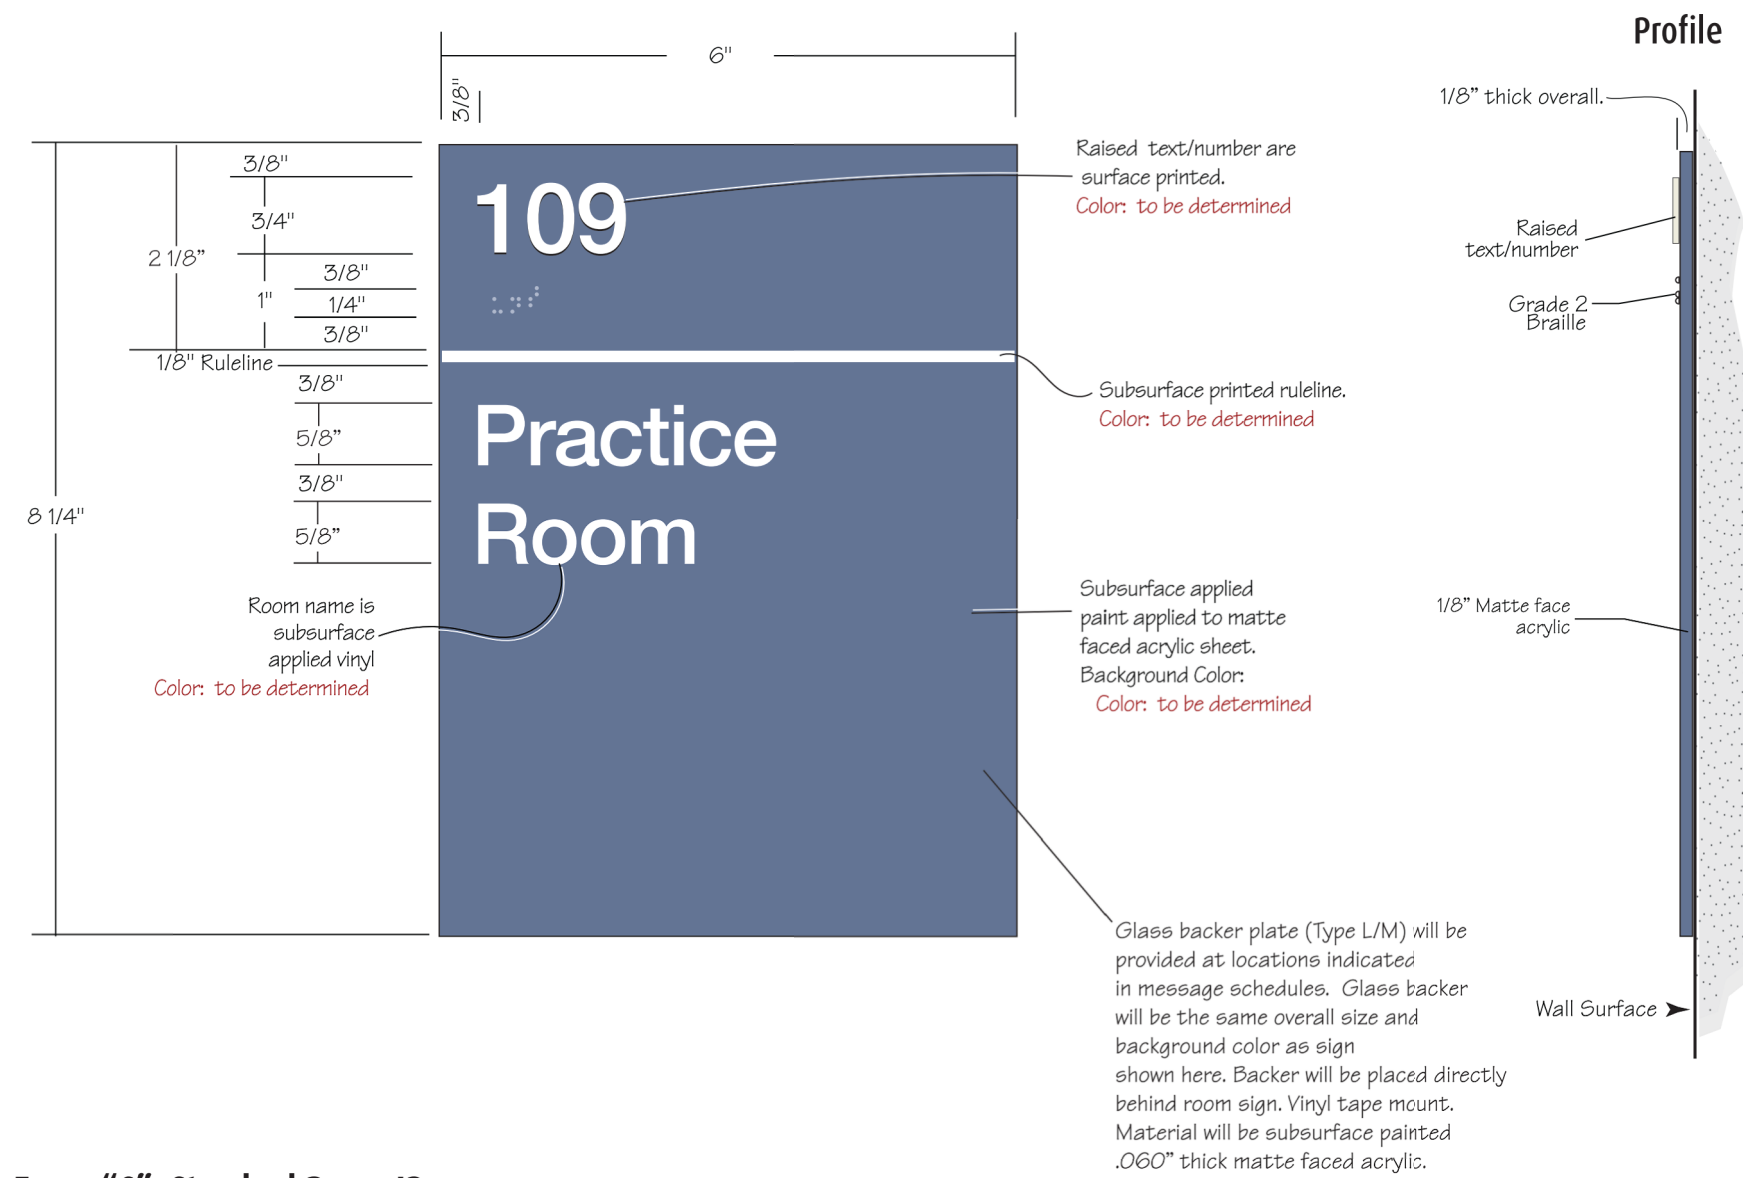 Profile
6"
3/8"
1/8” thick overall.
3/8"
3/4"
2 1/8”
3/8"
1"
1/4"
3/8"
1/8" Ruleline
3/8"
5/8”
3/8"
5/8”
8 1/4"
109
Practice
Room
Raised text/number are
surface printed.
Color: to be determined
Subsurface printed ruleline.
Color: to be determined
Room name is
subsurface
applied vinyl
Color: to be determined
Subsurface applied
paint applied to matte
faced acrylic sheet.
Background Color:
Color: to be determined
Glass backer plate (Type L/M) will be
provided at locations indicated
in message schedules. Glass backer
will be the same overall size and
background color as sign
shown here. Backer will be placed directly
behind room sign. Vinyl tape mount.
Material will be subsurface painted
.060” thick matte faced acrylic.
Raised
text/number
Grade 2
Braille
1/8” Matte face
acrylic
Wall Surface